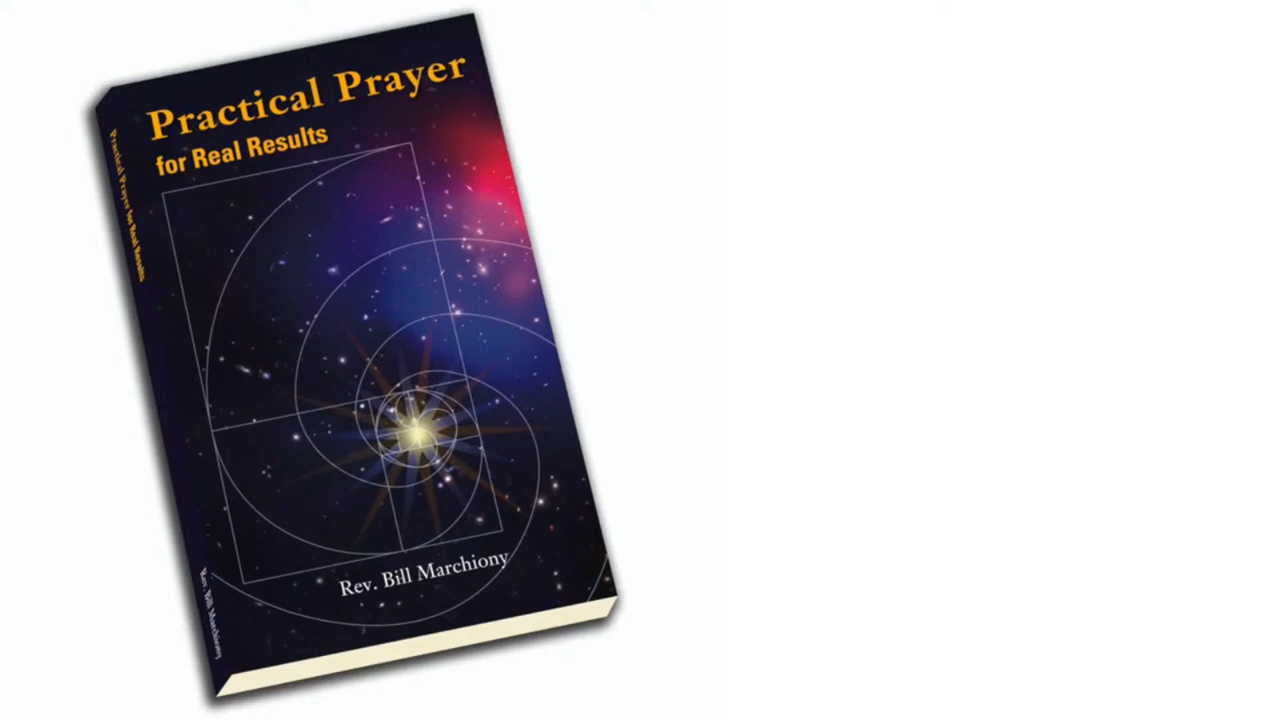 Practical Prayer
for Real Results
Rev. Bill Marchiony
Practical Prayer for Real Results
Rev. Bill Marchiony